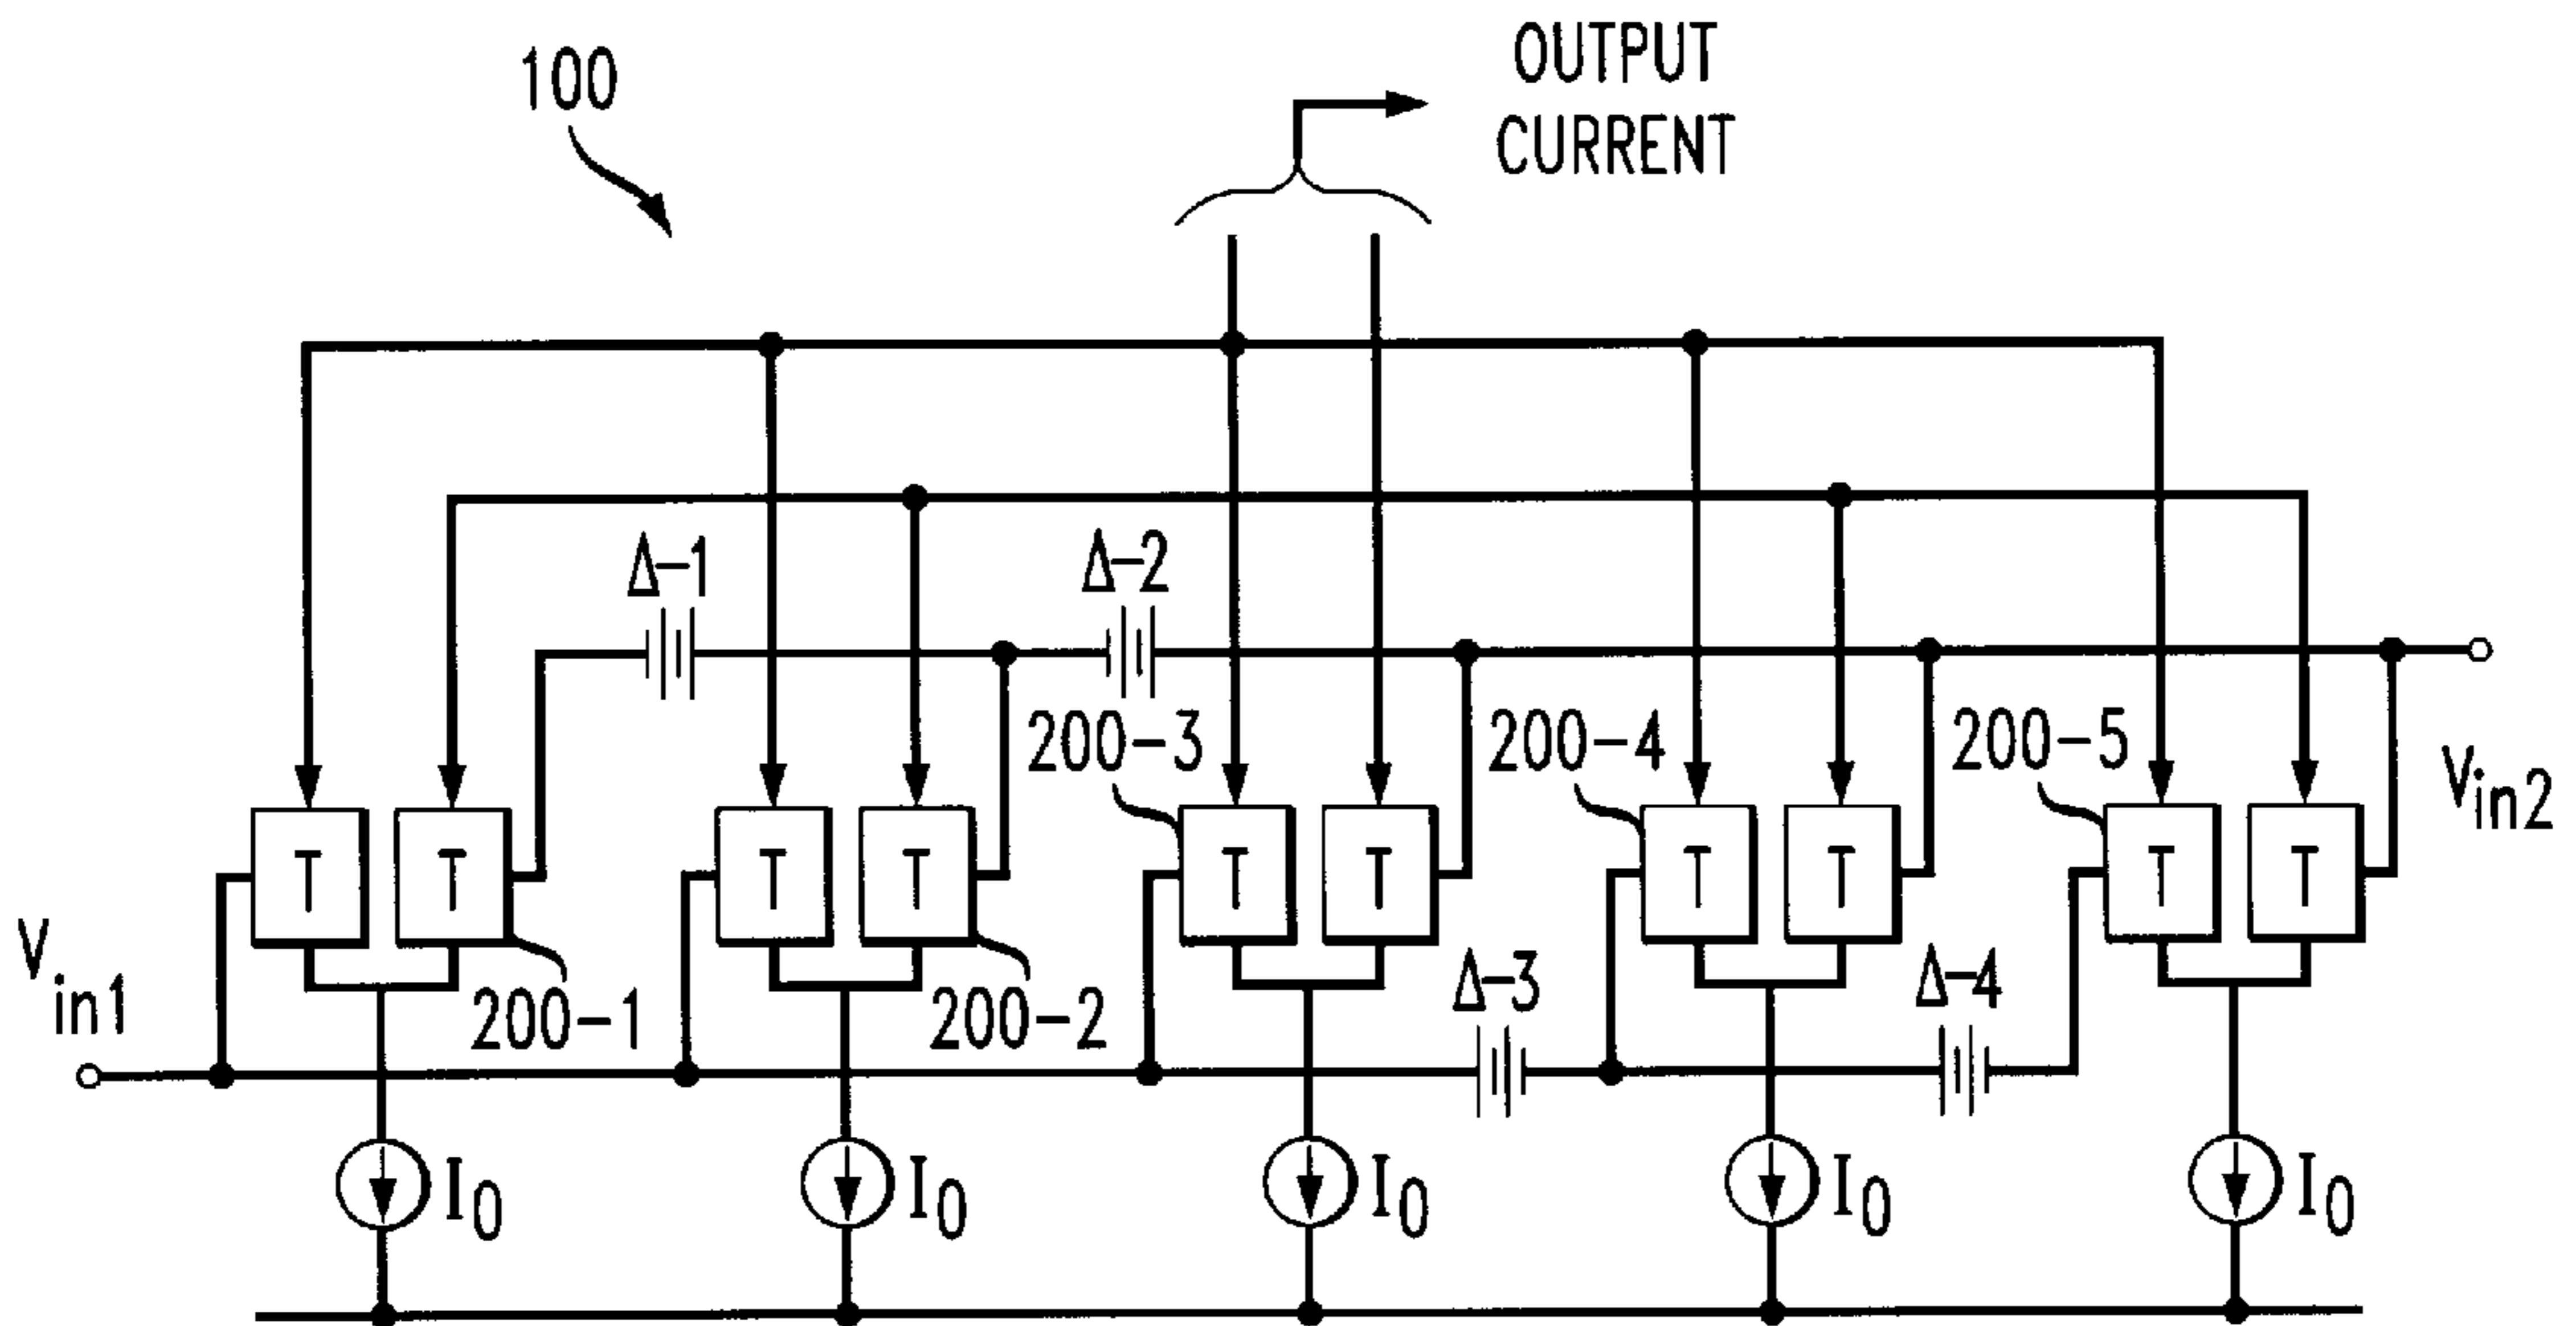 100
OUTPUT
CURRENT
Δ-1
Δ-2
200-3
200-4
200-5
Vin2
T T T T T T T T T T
Vin1
200-1
200-2
Δ-3
Δ-4
I0 I0 I0 I0 I0